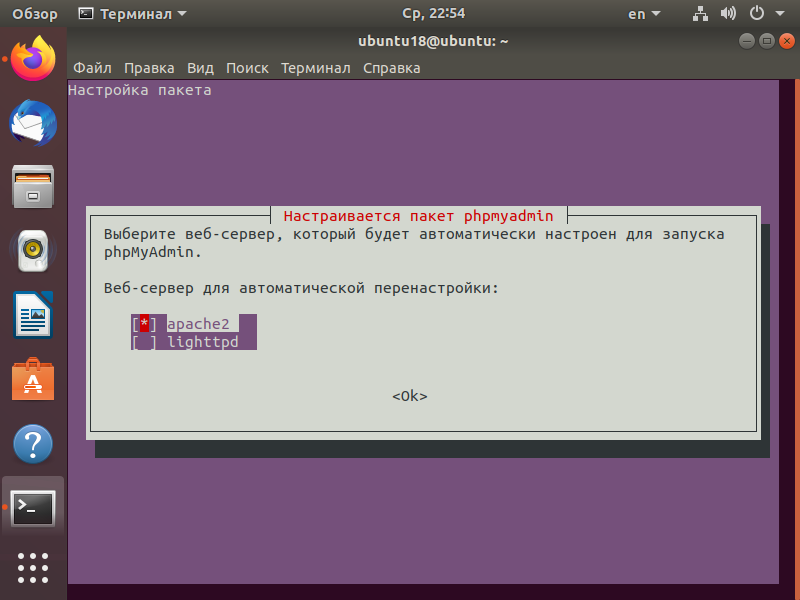 Обзор Терминал Ср, 22:54 en
ubuntu18@ubuntu: ~
Файл Правка Вид Поиск Терминал Справка
Настройка пакета
Настраивается пакет phpmyadmin
Выберите веб-сервер, который будет автоматически настроен для запуска
phpMyAdmin.
Веб-сервер для автоматической перенастройки:
[*] apache2
[ ] lighttpd
<Ok>